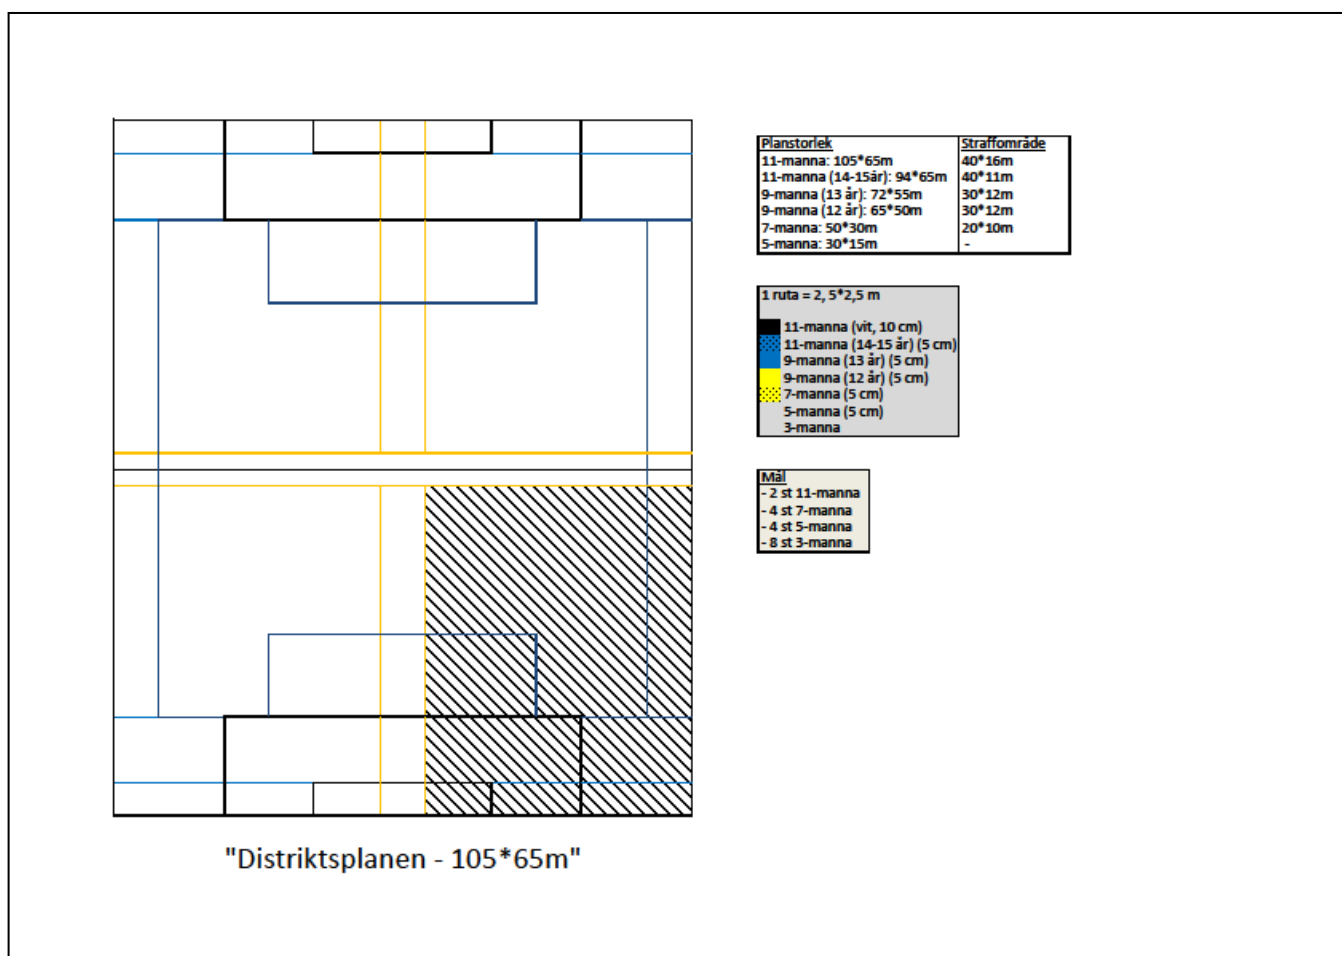 Planstorlek Straffområde
11-manna: 105*65m 40*16m
11-manna (14-15år): 94*65m 40*11m
9-manna (13 år): 72*55m 30*12m
9-manna (12 år): 65*50m 30*12m
7-manna: 50*30m 20*10m
5-manna: 30*15m -
1 ruta = 2, 5*2,5 m
11-manna (vit, 10 cm)
11-manna (14-15 år) (5 cm)
9-manna (13 år) (5 cm)
9-manna (12 år) (5 cm)
7-manna (5 cm)
5-manna (5 cm)
3-manna
Mål
- 2 st 11-manna
- 4 st 7-manna
- 4 st 5-manna
- 8 st 3-manna
"Distriktsplanen - 105*65m"